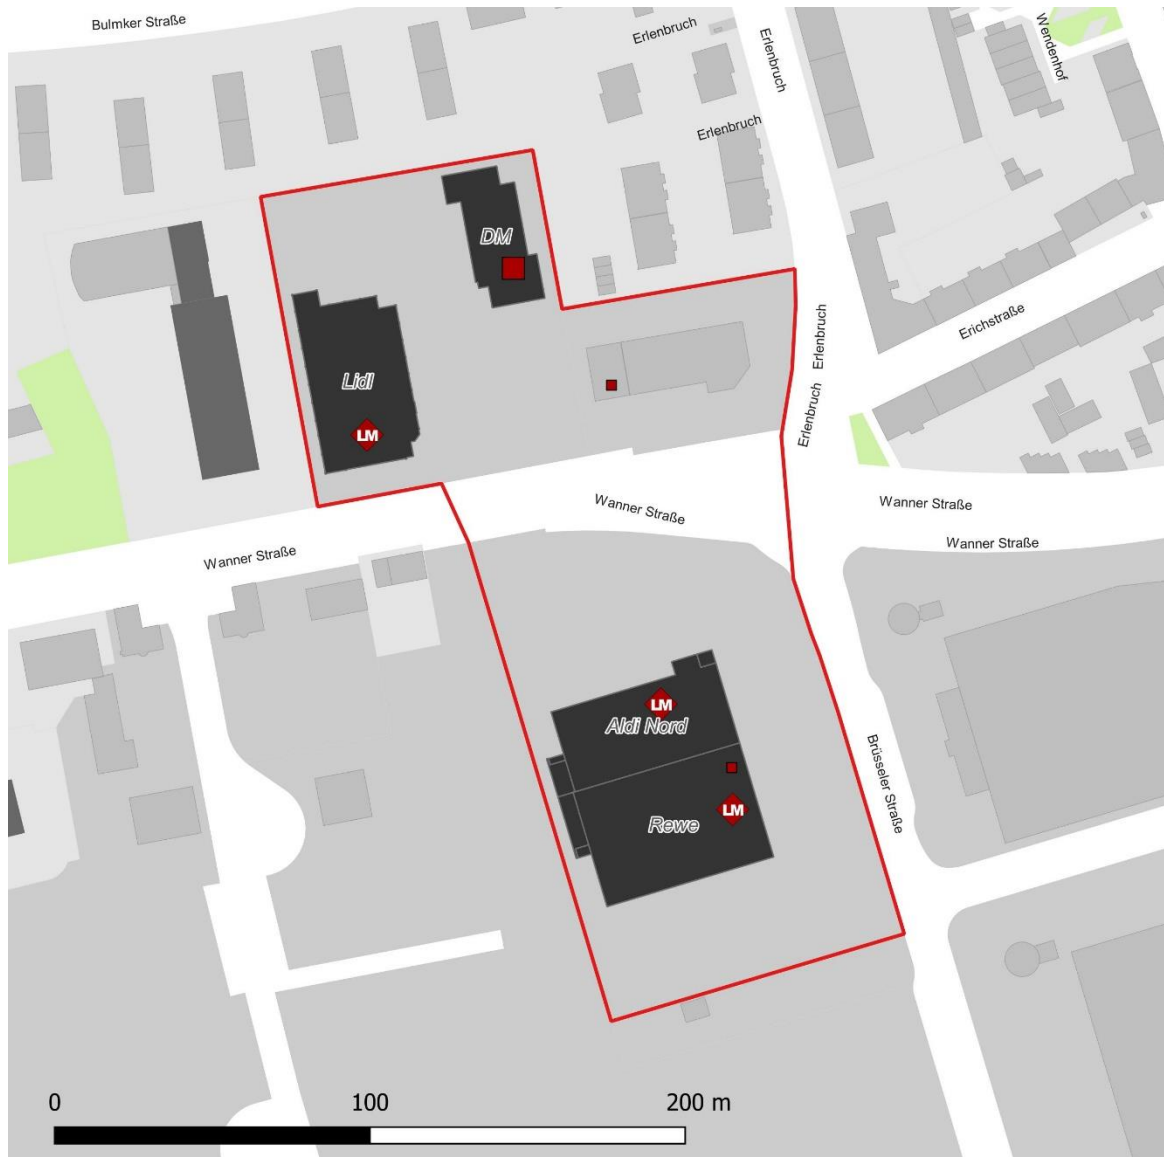 Bulmker Straße
Erlenbruch
Erlenbruch
Wendenhof
Erlenbruch
DM
Erlenbruch
Erichstraße
Lidl
LM
Erlenbruch
Wanner Straße
Wanner Straße
Wanner Straße
Wanner Straße
LM
Aldi Nord
Brüsseler Straße
LM
Rewe
0 100 200 m